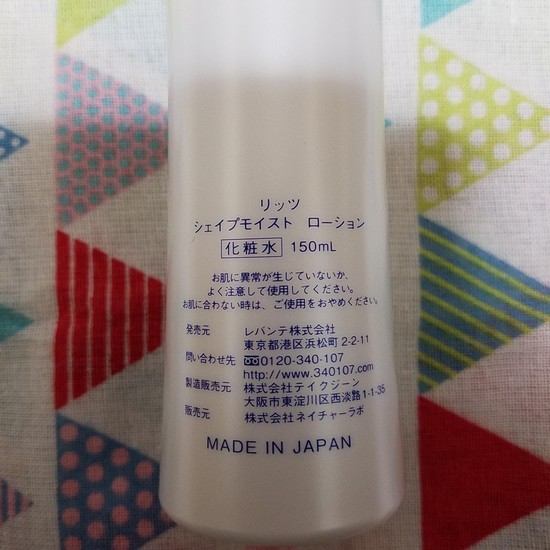 リッツ
シェイプモイスト ローション
化粧水 150mL
お肌に異常が生じていないか、
よく注意して使用してください。
お肌に合わない時は、ご使用をおやめください。
発売元 レバンテ株式会社
東京都港区浜松町2-2-11
問い合わせ先 0120-340-107
http://www.340107.com
製造販売元 株式会社テイクジーン
大阪市東淀川区西淡路1-1-35
販売元 株式会社ネイチャーラボ
MADE IN JAPAN